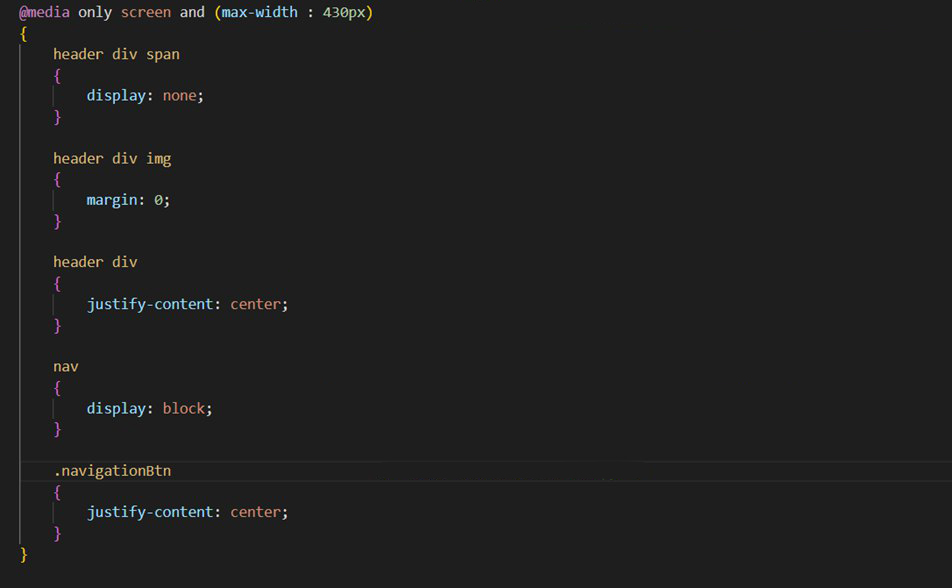 @media only screen and (max-width : 430px)
{
header div span
{
display: none;
}
header div img
{
margin: 0;
}
header div
{
justify-content: center;
}
nav
{
display: block;
}
.navigationBtn
{
justify-content: center;
}
}